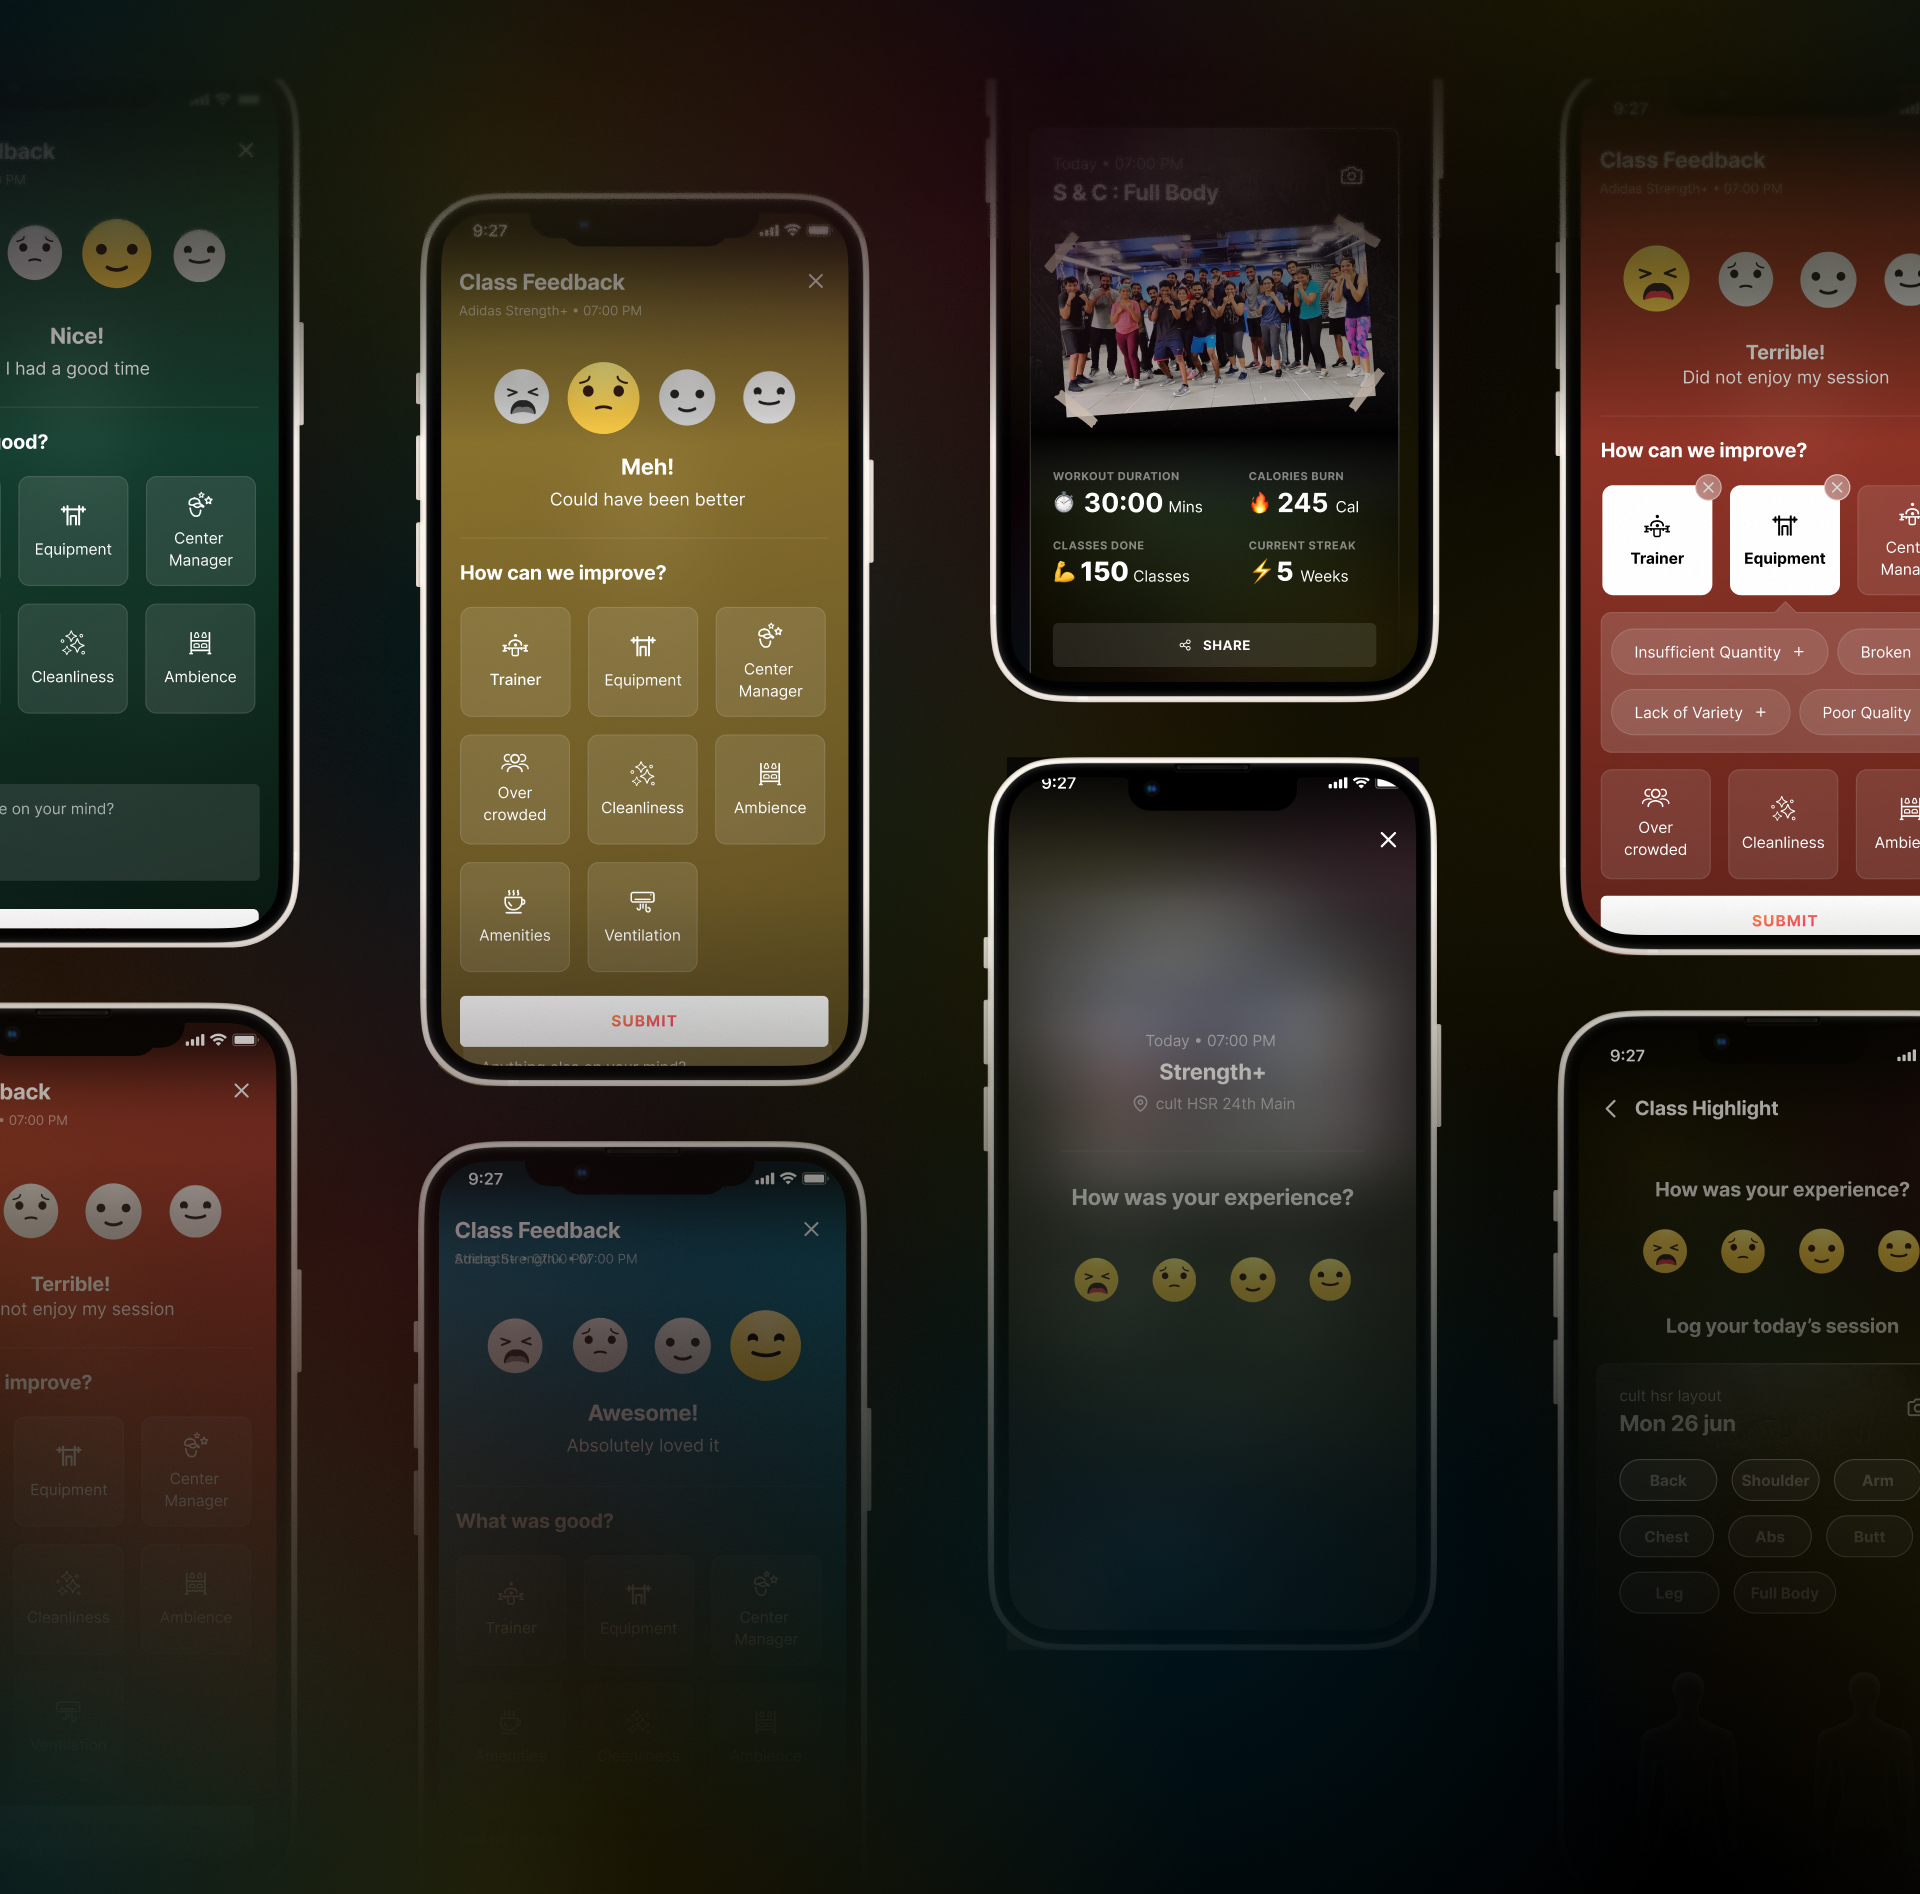 lback
PM
Nice!
I had a good time
ood?
Equipment
Center
Manager
Cleanliness
Ambience
e on your mind?
back
• 07:00 PM
Terrible!
not enjoy my session
improve?
Equipment
Center
Manager
Cleanliness
Ambience
Ventilation
9:27
Class Feedback
Adidas Strength+ • 07:00 PM
Meh!
Could have been better
How can we improve?
Trainer
Equipment
Center
Manager
Over
crowded
Cleanliness
Ambience
Amenities
Ventilation
SUBMIT
Anything else on your mind?
9:27
Class Feedback
07:00 PM
Awesome!
Absolutely loved it
What was good?
Trainer
Equipment
Center
Manager
Amenities
Cleanliness
Ambience
Today • 07:00 PM
S & C : Full Body
WORKOUT DURATION
30:00 Mins
CALORIES BURN
245 Cal
CLASSES DONE
150 Classes
CURRENT STREAK
5 Weeks
SHARE
9:27
Today • 07:00 PM
Strength+
cult HSR 24th Main
How was your experience?
9:27
Class Feedback
Adidas Strength+ • 07:00 PM
Terrible!
Did not enjoy my session
How can we improve?
Trainer
Equipment
Cent
Mana
Insufficient Quantity +
Broken
Lack of Variety +
Poor Quality
Over
crowded
Cleanliness
Ambie
SUBMIT
9:27
Class Highlight
How was your experience?
Log your today's session
cult hsr layout
Mon 26 jun
Back
Shoulder
Arm
Chest
Abs
Butt
Leg
Full Body